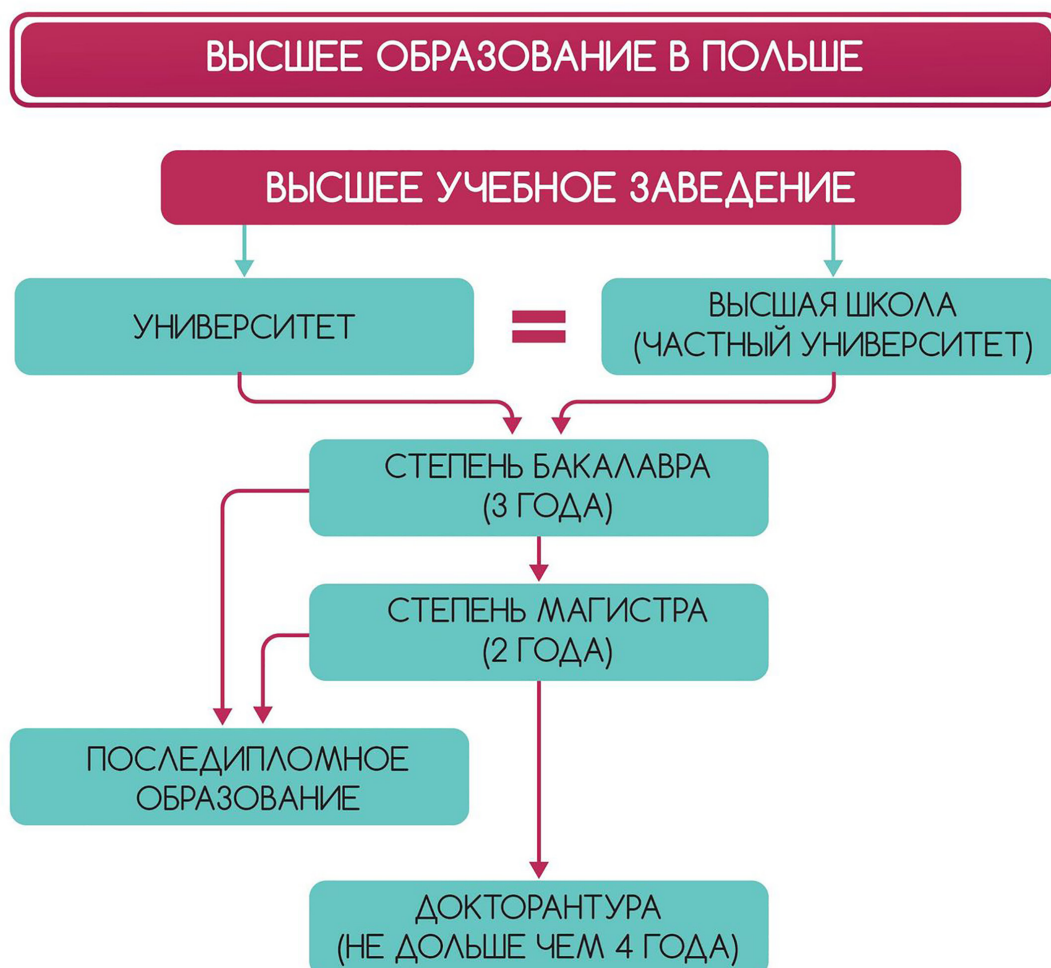 ВЫСШЕЕ ОБРАЗОВАНИЕ В ПОЛЬШЕ
ВЫСШЕЕ УЧЕБНОЕ ЗАВЕДЕНИЕ
УНИВЕРСИТЕТ
=
ВЫСШАЯ ШКОЛА
(ЧАСТНЫЙ УНИВЕРСИТЕТ)
СТЕПЕНЬ БАКАЛАВРА
(3 ГОДА)
СТЕПЕНЬ МАГИСТРА
(2 ГОДА)
ПОСЛЕДИПЛОМНОЕ
ОБРАЗОВАНИЕ
ДОКТОРАНТУРА
(НЕ ДОЛЬШЕ ЧЕМ 4 ГОДА)